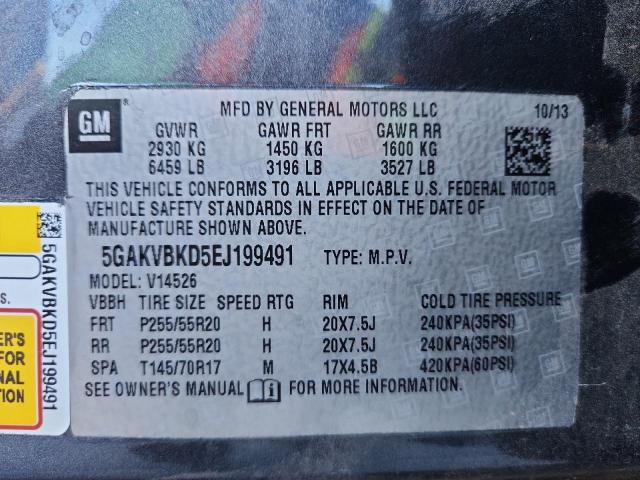 GM
MFD BY GENERAL MOTORS LLC 10/13
GVWR GAWR FRT GAWR RR
2930 KG 1450 KG 1600 KG
6459 LB 3196 LB 3527 LB
THIS VEHICLE CONFORMS TO ALL APPLICABLE U.S. FEDERAL MOTOR
VEHICLE SAFETY STANDARDS IN EFFECT ON THE DATE OF
MANUFACTURE SHOWN ABOVE.
5GAKVBKD5EJ199491 TYPE: M.P.V.
MODEL: V14526
VBBH TIRE SIZE SPEED RTG RIM COLD TIRE PRESSURE
FRT P255/55R20 H 20X7.5J 240KPA(35PSI)
RR P255/55R20 H 20X7.5J 240KPA(35PSI)
SPA T145/70R17 M 17X4.5B 420KPA(60PSI)
SEE OWNER'S MANUAL i FOR MORE INFORMATION.
5GAKVBKD5EJ199491
S.
ER'S
FOR
NAL
TION